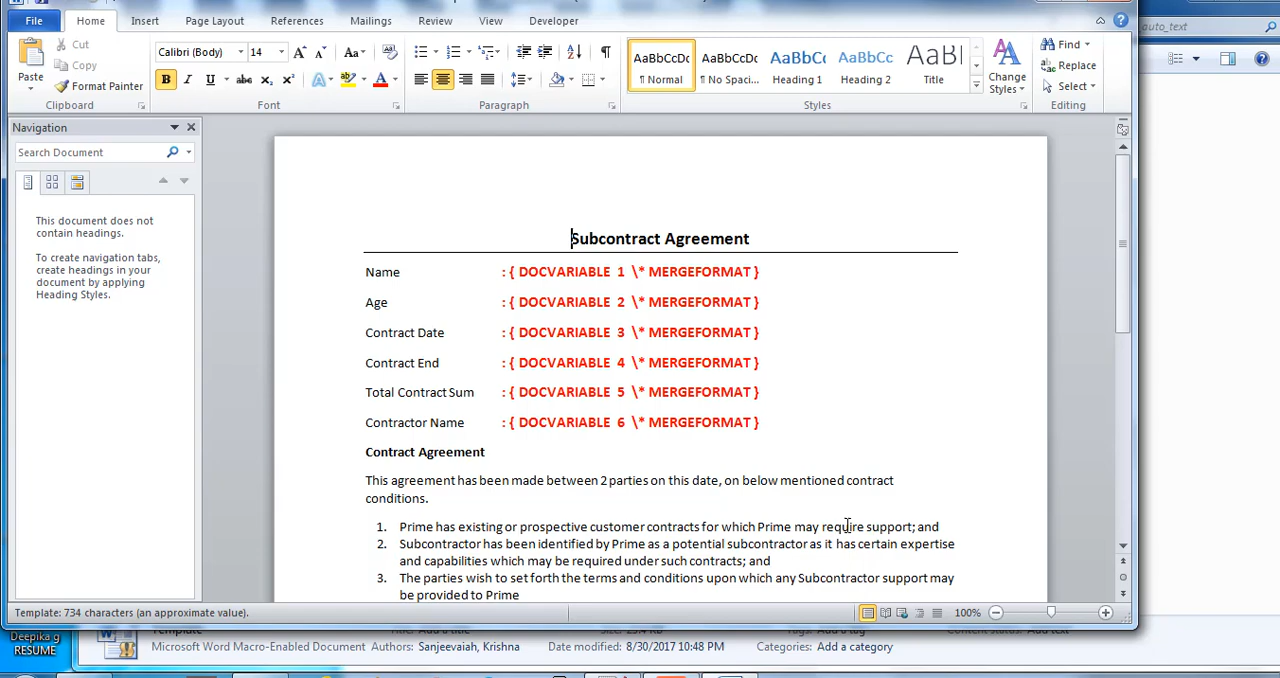 auto_text
File Home Insert Page Layout References Mailings Review View Developer
Cut Calibri (Body) 14 Find
Copy Replace
Paste Format Painter AaBbCcDc AaBbCcDc AaBbC AaBbCc AaBl Change Styles Select
¶ Normal ¶ No Spaci... Heading 1 Heading 2 Title
Clipboard Font Paragraph Styles Editing
Navigation
Search Document
This document does not
contain headings.
To create navigation tabs,
create headings in your
document by applying
Heading Styles.
Subcontract Agreement
Name : { DOCVARIABLE 1 \* MERGEFORMAT }
Age : { DOCVARIABLE 2 \* MERGEFORMAT }
Contract Date : { DOCVARIABLE 3 \* MERGEFORMAT }
Contract End : { DOCVARIABLE 4 \* MERGEFORMAT }
Total Contract Sum : { DOCVARIABLE 5 \* MERGEFORMAT }
Contractor Name : { DOCVARIABLE 6 \* MERGEFORMAT }
Contract Agreement
This agreement has been made between 2 parties on this date, on below mentioned contract
conditions.
1. Prime has existing or prospective customer contracts for which Prime may require support; and
2. Subcontractor has been identified by Prime as a potential subcontractor as it has certain expertise
and capabilities which may be required under such contracts; and
3. The parties wish to set forth the terms and conditions upon which any Subcontractor support may
be provided to Prime
Template: 734 characters (an approximate value). 100%
Deepika g
RESUME
Microsoft Word Macro-Enabled Document Authors: Sanjeevaiah, Krishna Date modified: 8/30/2017 10:48 PM Categories: Add a category